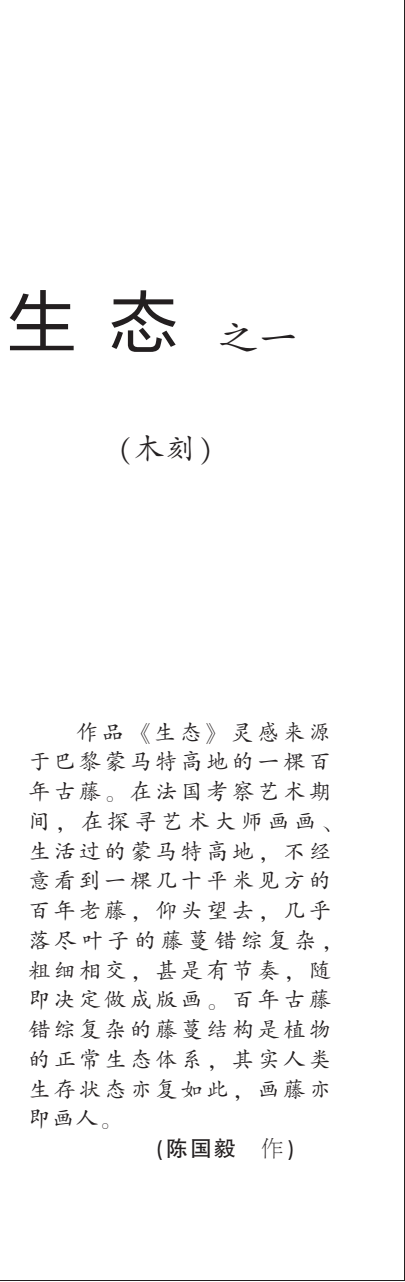 生态 之一
（木刻）
作品《生态》灵感来源
于巴黎蒙马特高地的一棵百
年古藤。在法国考察艺术期
间，在探寻艺术大师画画、
生活过的蒙马特高地，不经
意看到一棵几十平米见方的
百年老藤，仰头望去，几乎
落尽叶子的藤蔓错综复杂，
粗细相交，甚是有节奏，随
即决定做成版画。百年古藤
错综复杂的藤蔓结构是植物
的正常生态体系，其实人类
生存状态亦复如此，画藤亦
即画人。
(陈国毅　作)